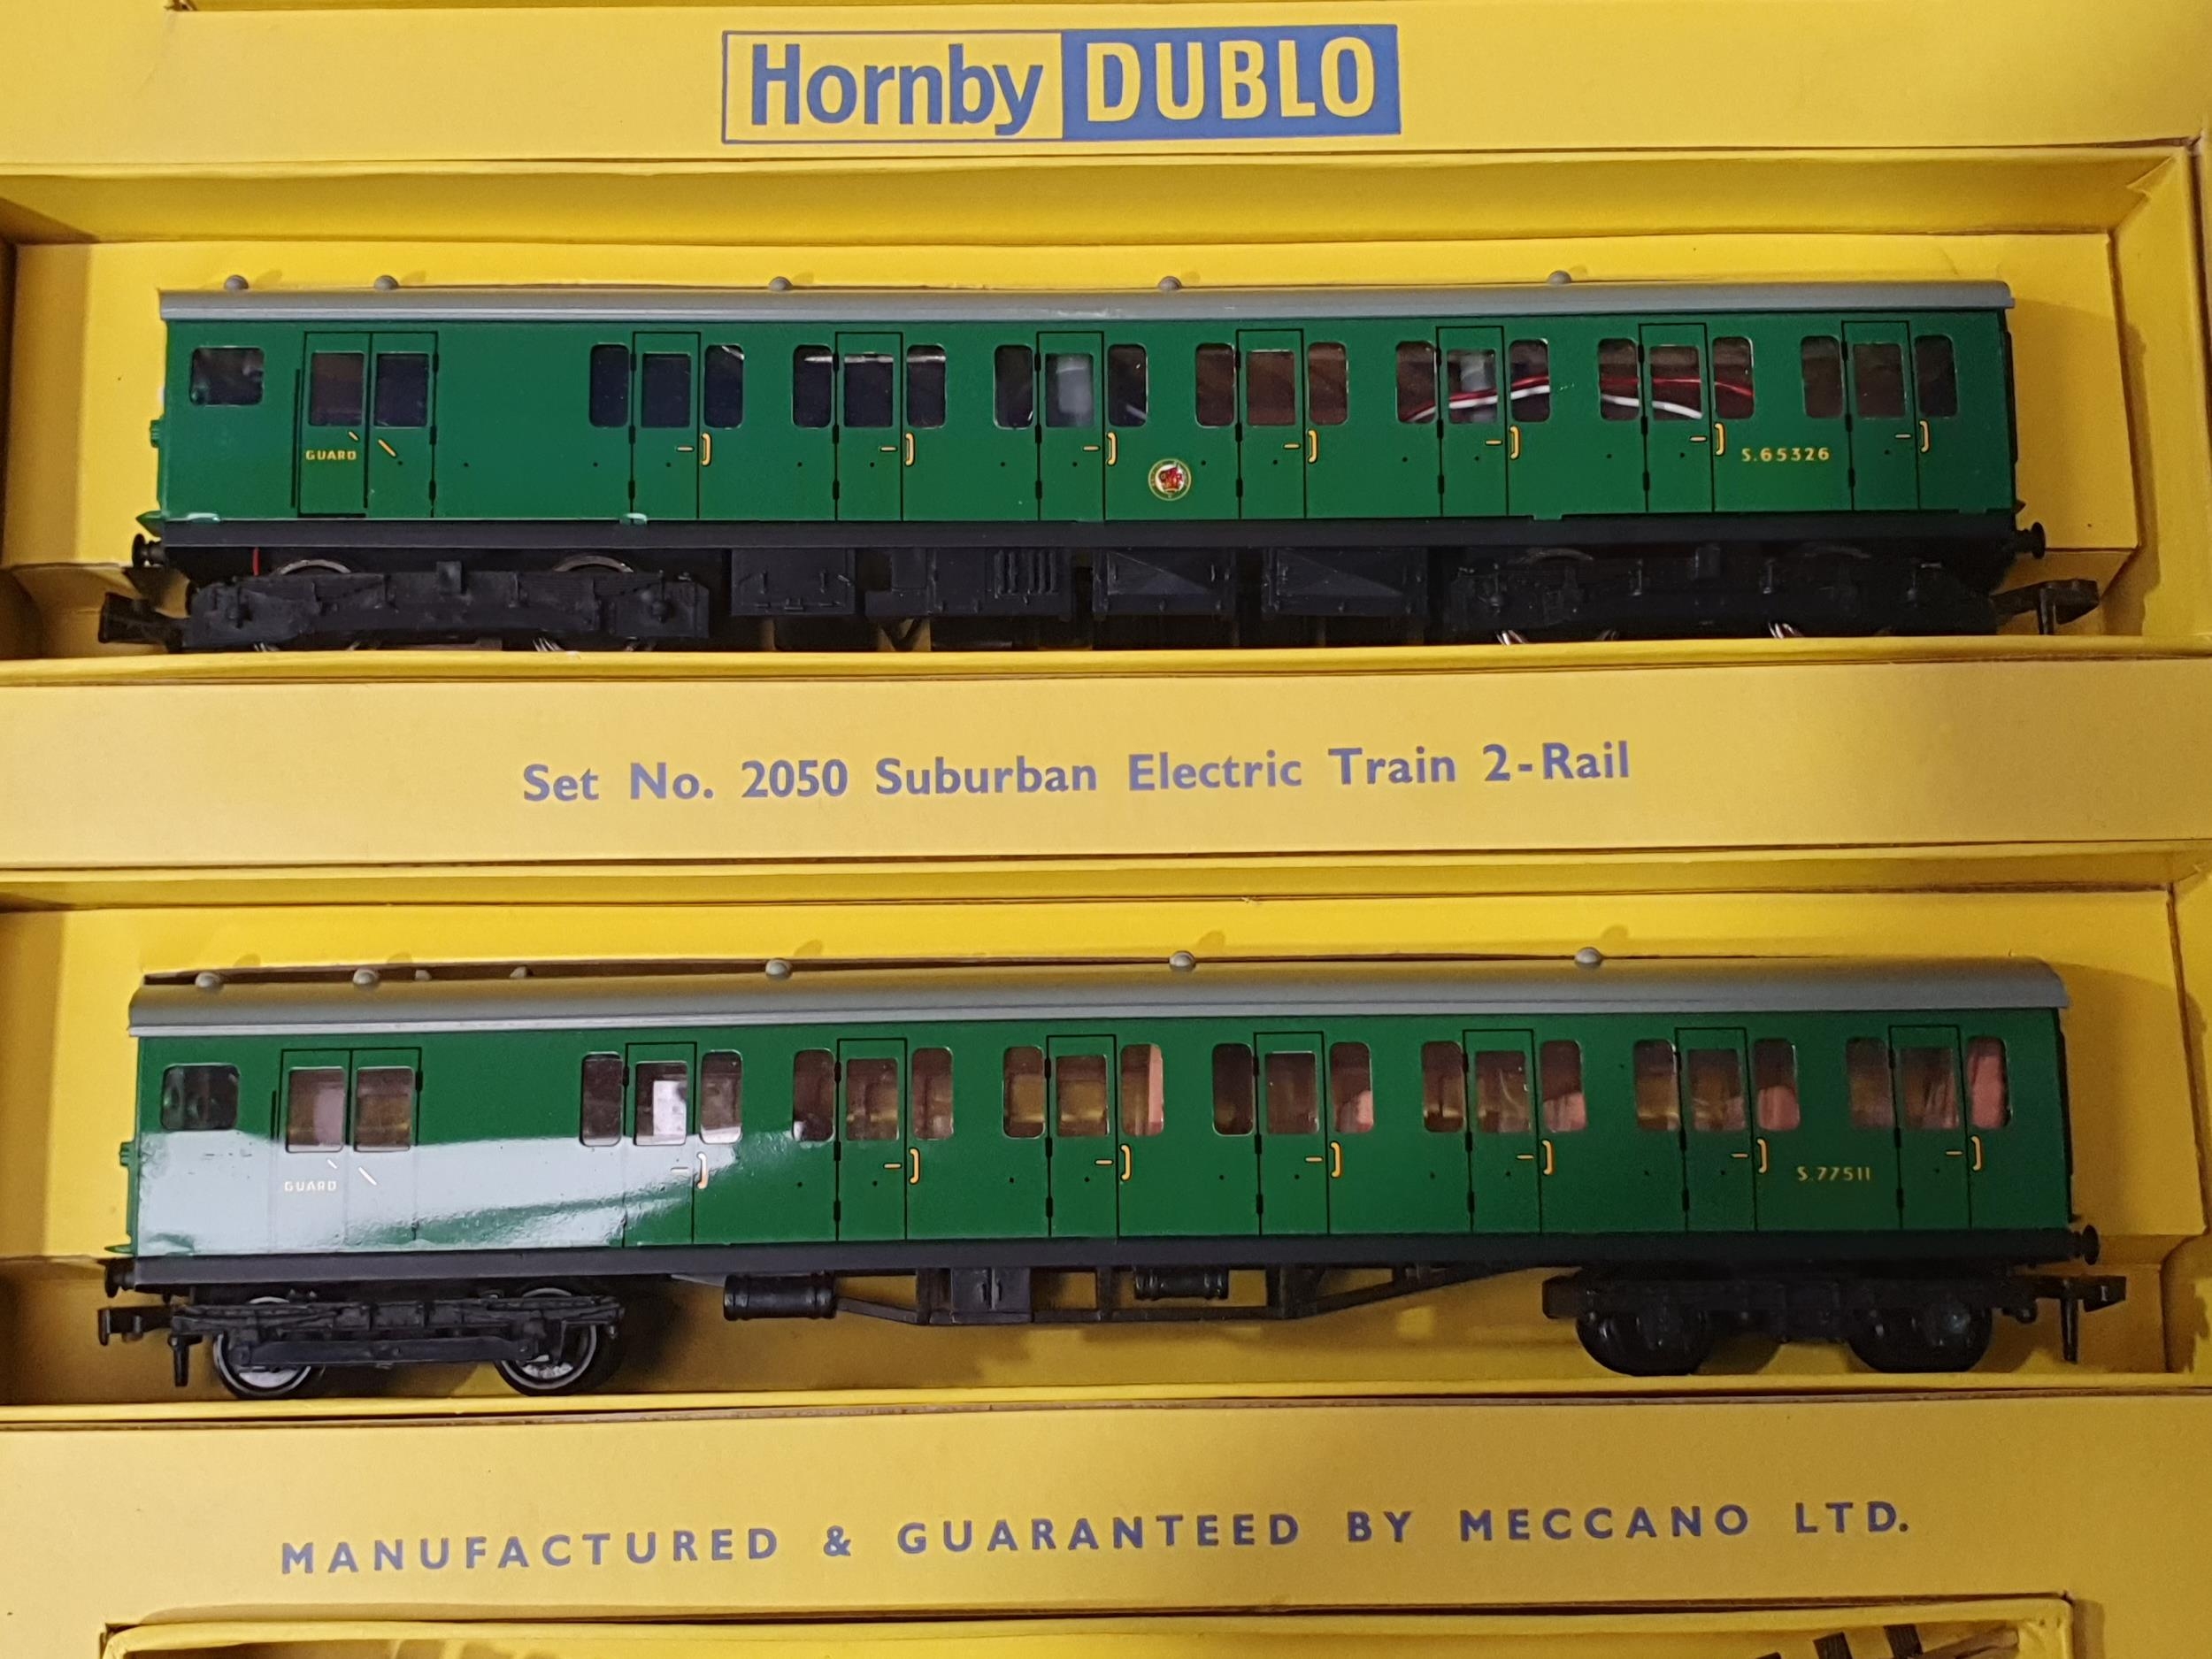 Hornby DUBLO
GUARD
S.65326
Set No. 2050 Suburban Electric Train 2-Rail
GUARD
S.77511
MANUFACTURED & GUARANTEED BY MECCANO LTD.